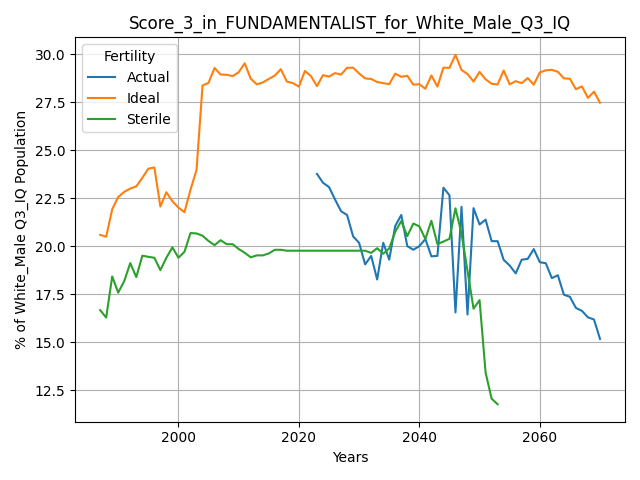 Score_3_in_FUNDAMENTALIST_for_White_Male_Q3_IQ
Fertility
Actual
Ideal
Sterile
% of White_Male Q3_IQ Population
30.0
27.5
25.0
22.5
20.0
17.5
15.0
12.5
2000
2020
2040
2060
Years